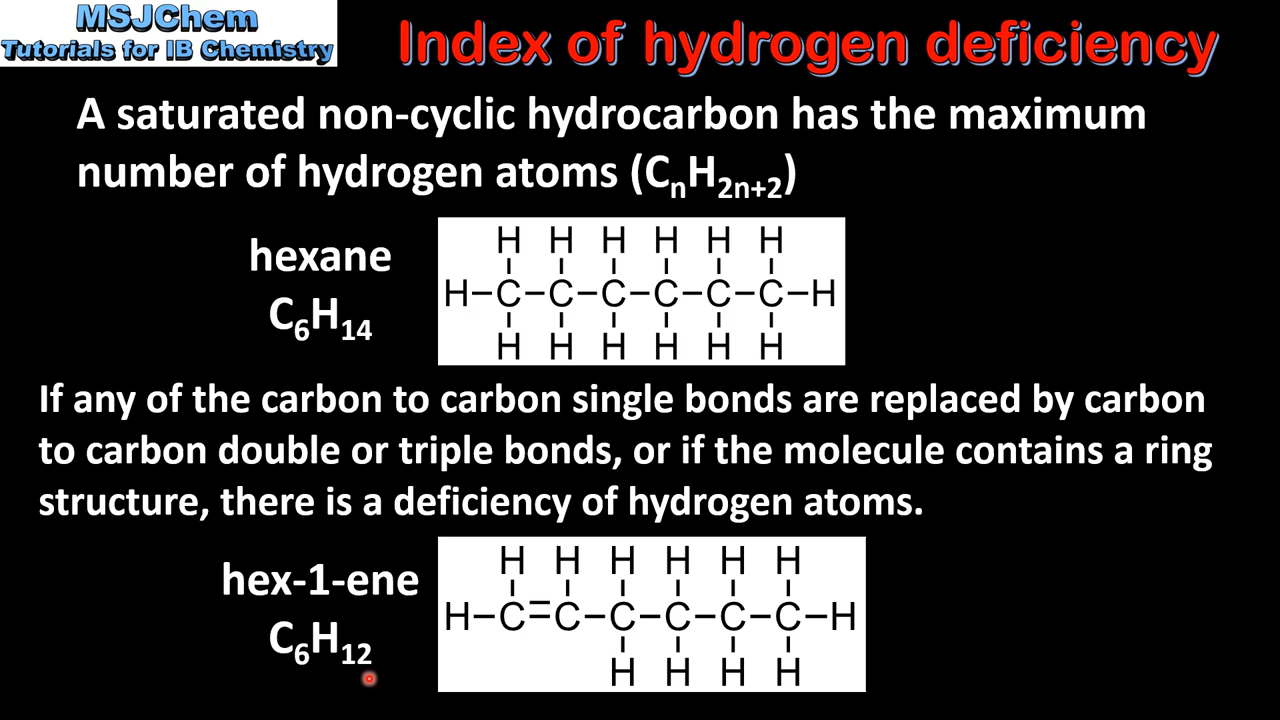 MSJChem
Tutorials for IB Chemistry
Index of hydrogen deficiency
A saturated non-cyclic hydrocarbon has the maximum
number of hydrogen atoms (CₙH₂ₙ₊₂)
hexane
C₆H₁₄
H H H H H H
H–C–C–C–C–C–C–H
H H H H H H
If any of the carbon to carbon single bonds are replaced by carbon
to carbon double or triple bonds, or if the molecule contains a ring
structure, there is a deficiency of hydrogen atoms.
hex-1-ene
C₆H₁₂
H H H H H H
H–C=C–C–C–C–C–H
H H H H